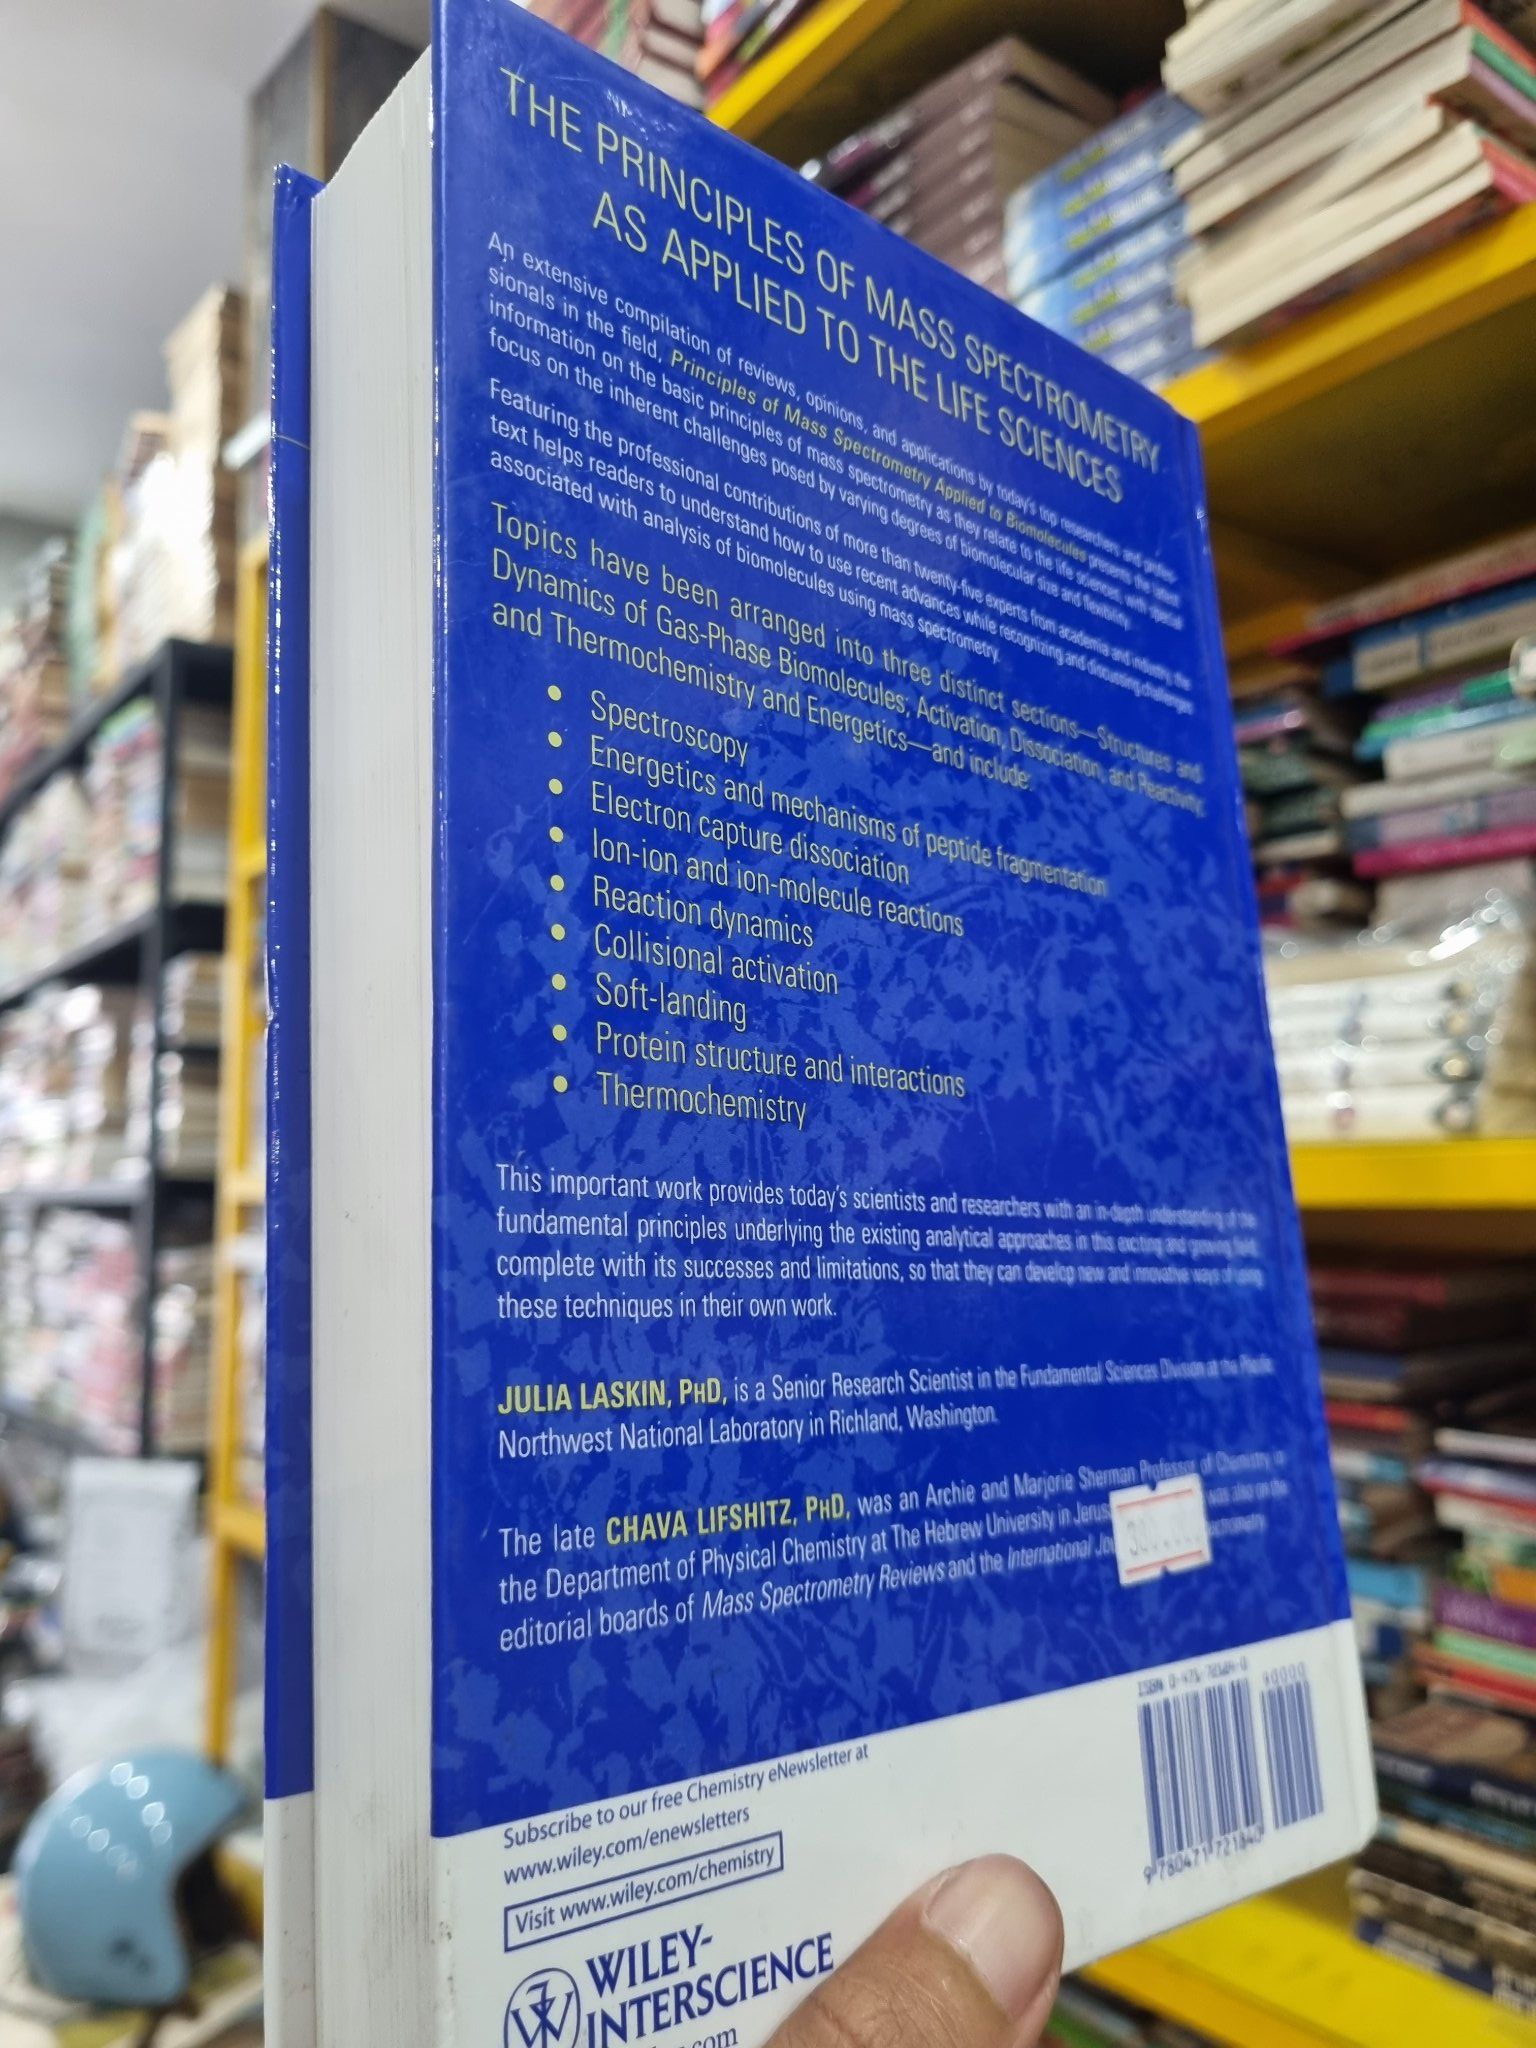 THE PRINCIPLES OF MASS SPECTROMETRY
AS APPLIED TO THE LIFE SCIENCES
An extensive compilation of reviews, opinions, and applications by today's top researchers and profes-
sionals in the field, Principles of Mass Spectrometry Applied to Biomolecules presents the latest
information on the basic principles of mass spectrometry as they relate to the life sciences, with special
focus on the inherent challenges posed by varying degrees of biomolecular size and flexibility.
Featuring the professional contributions of more than twenty-five experts from academia and industry, the
text helps readers to understand how to use recent advances while recognizing and discussing challenges
associated with analysis of biomolecules using mass spectrometry.
Topics have been arranged into three distinct sections—Structures and
Dynamics of Gas-Phase Biomolecules; Activation, Dissociation, and Reactivity;
and Thermochemistry and Energetics—and include:
• Spectroscopy
• Energetics and mechanisms of peptide fragmentation
• Electron capture dissociation
• Ion-ion and ion-molecule reactions
• Reaction dynamics
• Collisional activation
• Soft-landing
• Protein structure and interactions
• Thermochemistry
This important work provides today's scientists and researchers with an in-depth understanding of the
fundamental principles underlying the existing analytical approaches in this exciting and growing field,
complete with its successes and limitations, so that they can develop new and innovative ways of using
these techniques in their own work.
JULIA LASKIN, PHD, is a Senior Research Scientist in the Fundamental Sciences Division at the Pacific
Northwest National Laboratory in Richland, Washington.
The late CHAVA LIFSHITZ, PHD, was an Archie and Marjorie Sherman Professor of Chemistry in
the Department of Physical Chemistry at The Hebrew University in Jerus was also on the
editorial boards of Mass Spectrometry Reviews and the International Jou
ISBN 0-471-72184-0
90000
9 780471 721840
Subscribe to our free Chemistry eNewsletter at
www.wiley.com/enewsletters
Visit www.wiley.com/chemistry
WILEY-
INTERSCIENCE
.com